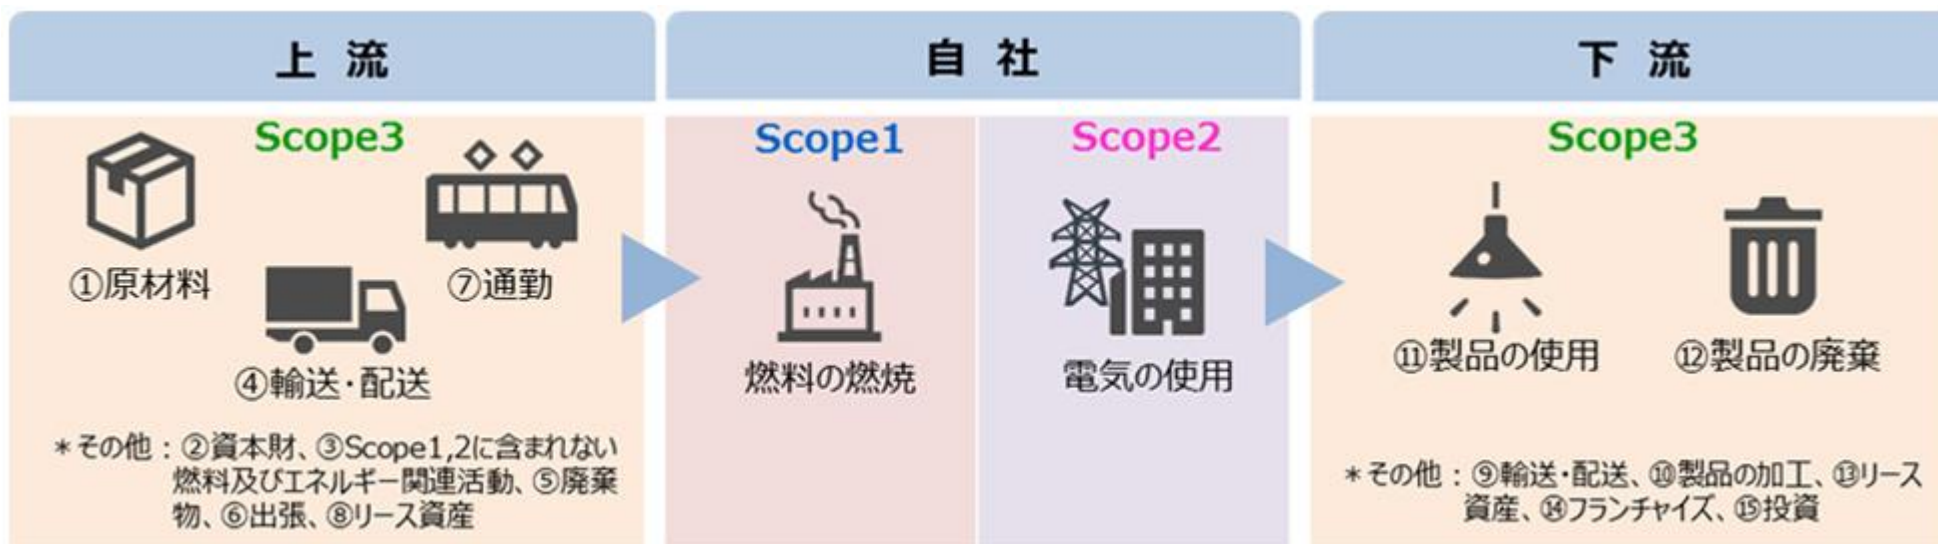 上 流
Scope3
①原材料
⑦通勤
④輸送・配送
＊その他：②資本財、③Scope1,2に含まれない
燃料及びエネルギー関連活動、⑤廃棄
物、⑥出張、⑧リース資産
自 社
Scope1
燃料の燃焼
Scope2
電気の使用
下 流
Scope3
⑪製品の使用
⑫製品の廃棄
＊その他：⑨輸送・配送、⑩製品の加工、⑬リース
資産、⑭フランチャイズ、⑮投資